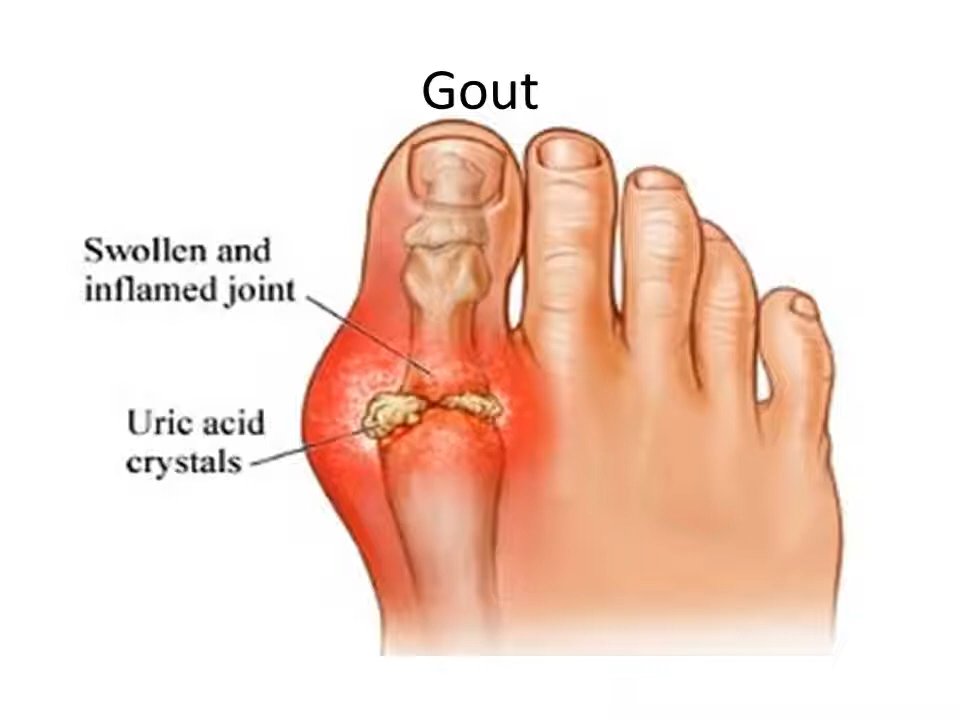 Gout
Swollen and
inflamed joint
Uric acid
crystals